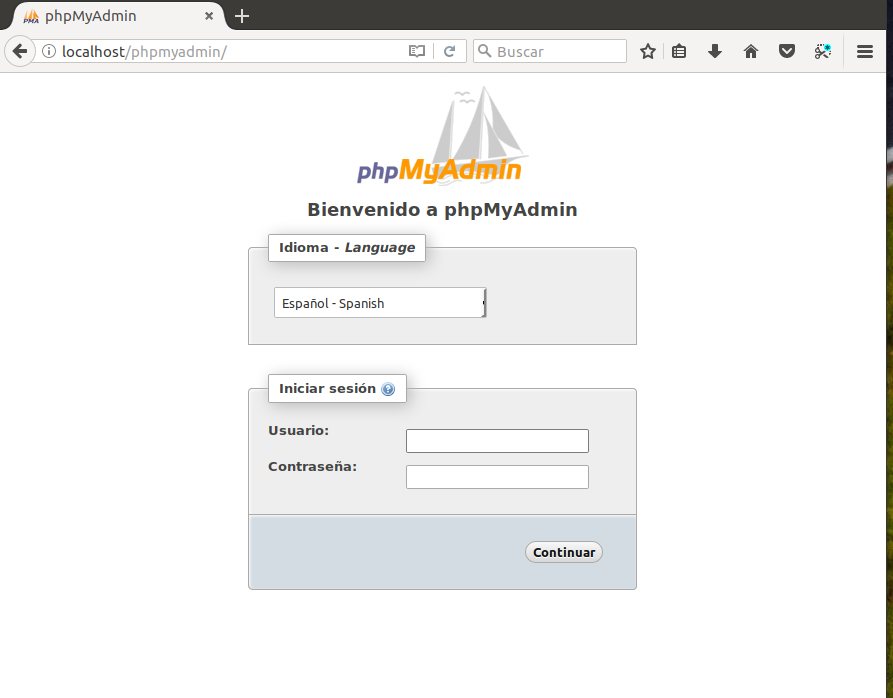 phpMyAdmin
localhost/phpmyadmin/
Buscar
phpMyAdmin
Bienvenido a phpMyAdmin
Idioma - Language
Español - Spanish
Iniciar sesión
Usuario:
Contraseña:
Continuar